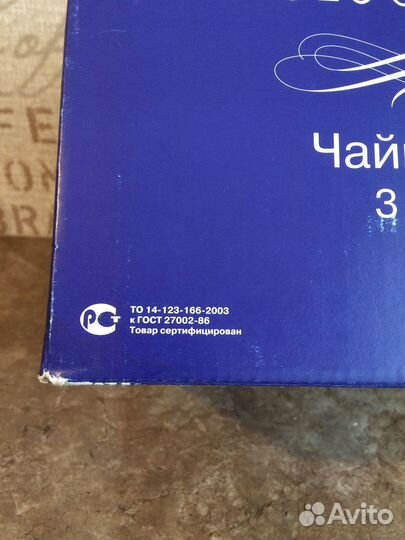 Чай
3
РСТ
ТО 14-123-166-2003
к ГОСТ 27002-86
Товар сертифицирован
Avito